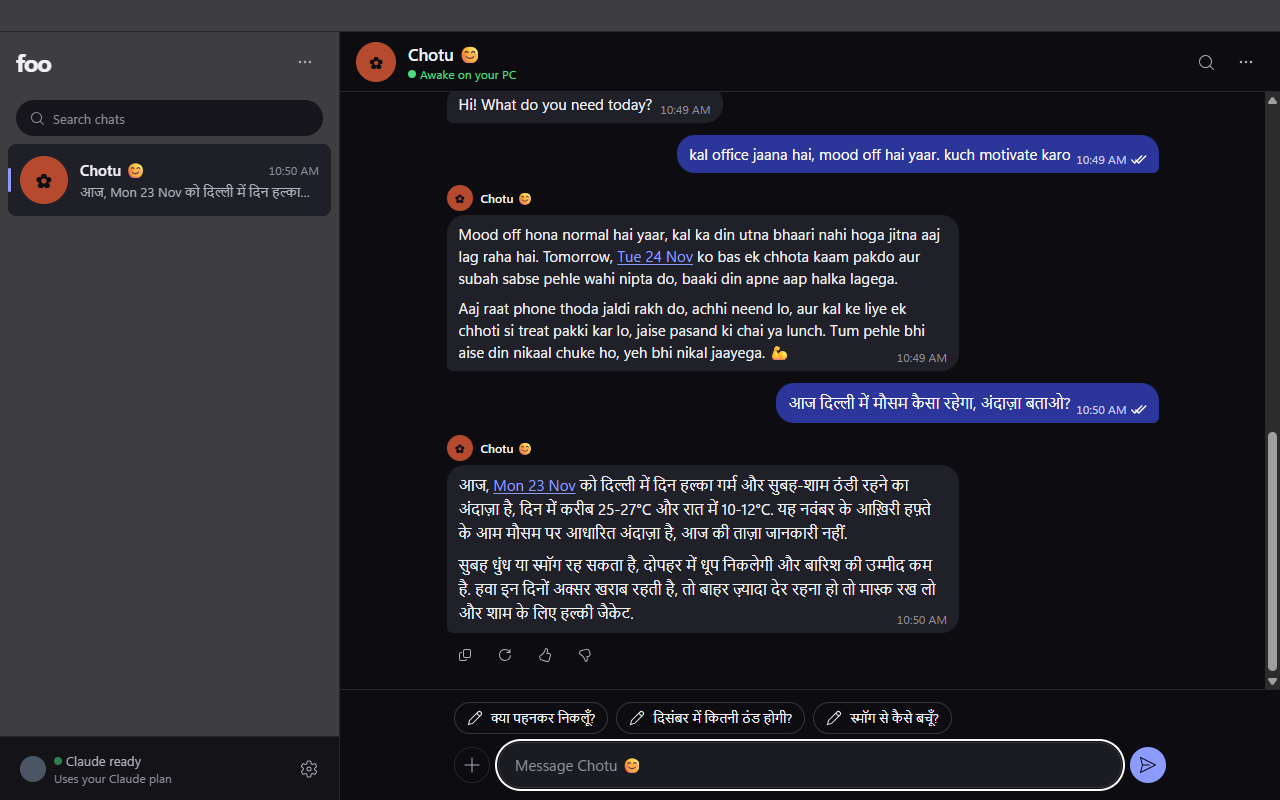 foo
Search chats
Chotu 😊
10:50 AM
आज, Mon 23 Nov को दिल्ली में दिन हल्का...
Claude ready
Uses your Claude plan
Chotu 😊
Awake on your PC
Hi! What do you need today? 10:49 AM
kal office jaana hai, mood off hai yaar. kuch motivate karo 10:49 AM
Chotu 😊
Mood off hona normal hai yaar, kal ka din utna bhaari nahi hoga jitna aaj
lag raha hai. Tomorrow, Tue 24 Nov ko bas ek chhota kaam pakdo aur
subah sabse pehle wahi nipta do, baaki din apne aap halka lagega.
Aaj raat phone thoda jaldi rakh do, achhi neend lo, aur kal ke liye ek
chhoti si treat pakki kar lo, jaise pasand ki chai ya lunch. Tum pehle bhi
aise din nikaal chuke ho, yeh bhi nikal jaayega. 💪 10:49 AM
आज दिल्ली में मौसम कैसा रहेगा, अंदाज़ा बताओ? 10:50 AM
Chotu 😊
आज, Mon 23 Nov को दिल्ली में दिन हल्का गर्म और सुबह-शाम ठंडी रहने का
अंदाज़ा है, दिन में करीब 25-27°C और रात में 10-12°C. यह नवंबर के आख़िरी हफ़्ते
के आम मौसम पर आधारित अंदाज़ा है, आज की ताज़ा जानकारी नहीं.
सुबह धुंध या स्मॉग रह सकता है, दोपहर में धूप निकलेगी और बारिश की उम्मीद कम
है. हवा इन दिनों अक्सर खराब रहती है, तो बाहर ज़्यादा देर रहना हो तो मास्क रख लो
और शाम के लिए हल्की जैकेट. 10:50 AM
क्या पहनकर निकलूँ?
दिसंबर में कितनी ठंड होगी?
स्मॉग से कैसे बचूँ?
Message Chotu 😊